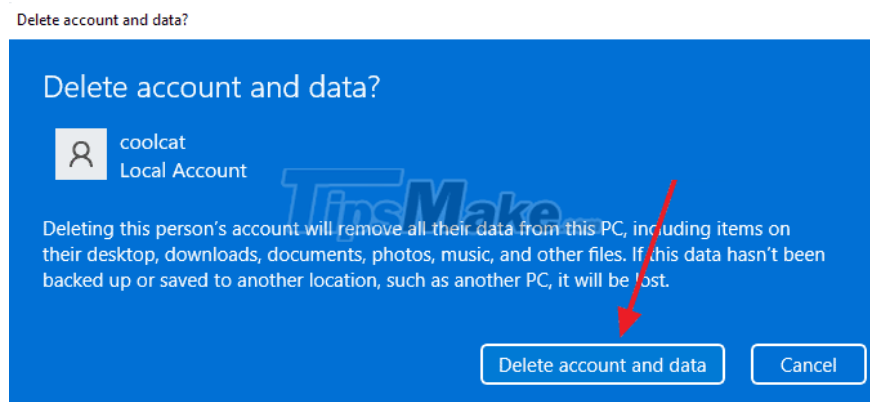 Delete account and data?
Delete account and data?
coolcat
Local Account
TipsMake.com
Deleting this person's account will remove all their data from this PC, including items on
their desktop, downloads, documents, photos, music, and other files. If this data hasn't been
backed up or saved to another location, such as another PC, it will be lost.
Delete account and data
Cancel